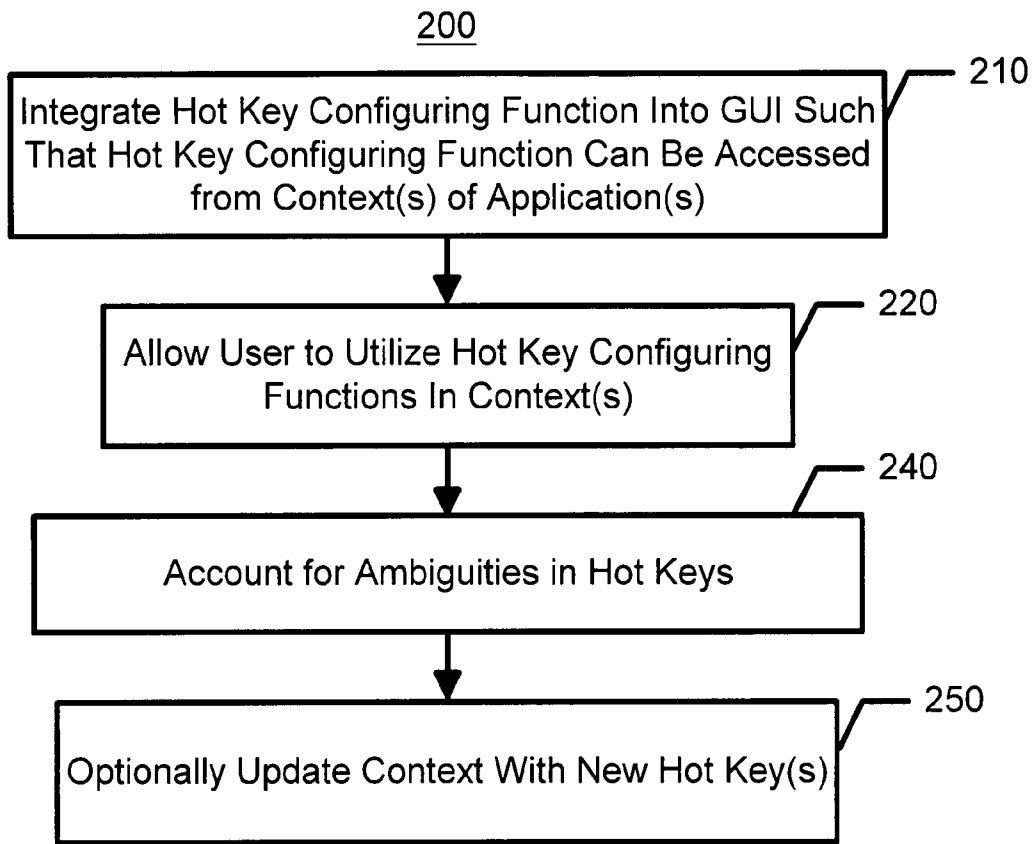 200
210
Integrate Hot Key Configuring Function Into GUI Such
That Hot Key Configuring Function Can Be Accessed
from Context(s) of Application(s)
220
Allow User to Utilize Hot Key Configuring
Functions In Context(s)
240
Account for Ambiguities in Hot Keys
250
Optionally Update Context With New Hot Key(s)